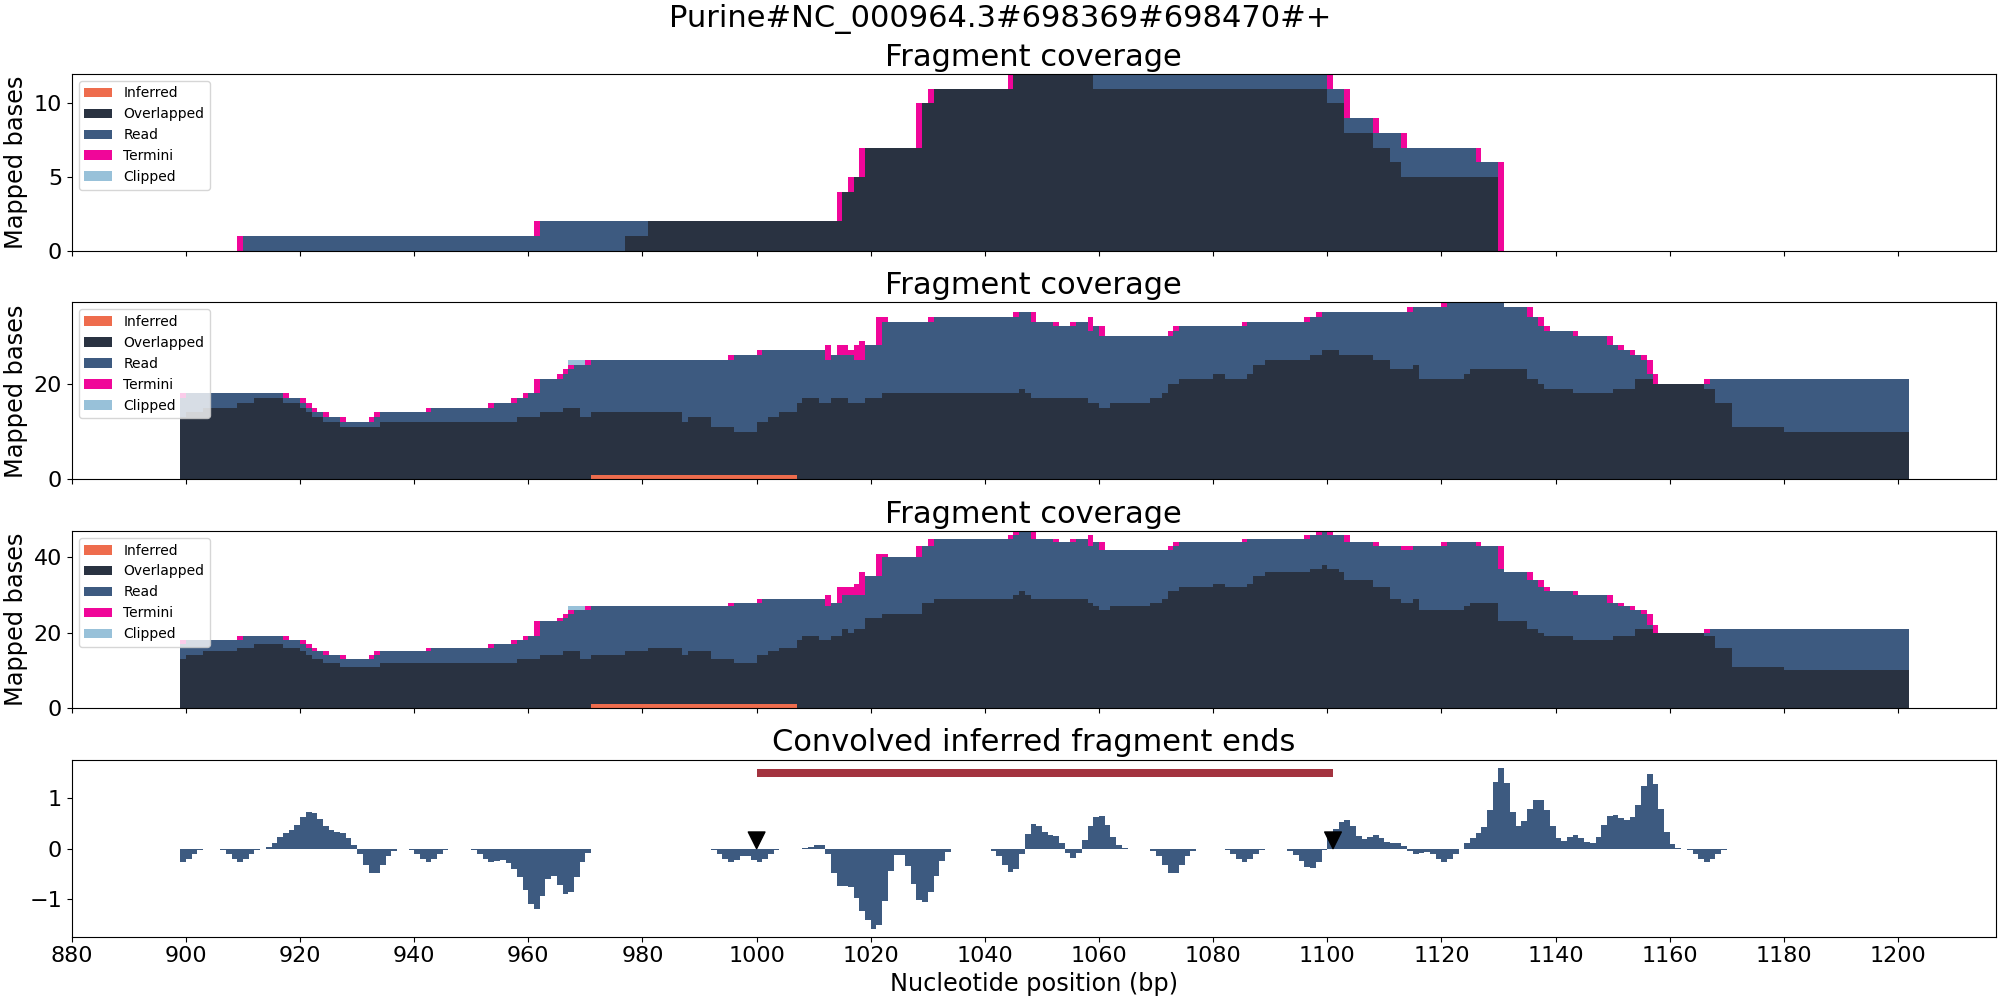 Purine#NC_000964.3#698369#698470#+
Fragment coverage
Mapped bases
10
5
0
Inferred
Overlapped
Read
Termini
Clipped
Fragment coverage
Mapped bases
20
0
Inferred
Overlapped
Read
Termini
Clipped
Fragment coverage
Mapped bases
40
20
0
Inferred
Overlapped
Read
Termini
Clipped
Convolved inferred fragment ends
1
0
−1
880 900 920 940 960 980 1000 1020 1040 1060 1080 1100 1120 1140 1160 1180 1200
Nucleotide position (bp)